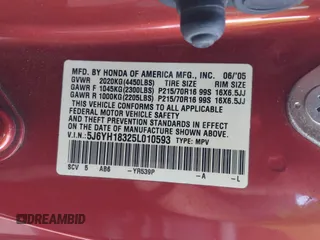 MFD. BY HONDA OF AMERICA MFG., INC. 06/'05
GVWR 2020KG(4450LBS) TIRE SIZE RIM SIZE
GAWR F 1045KG(2300LBS) P215/70R16 99S 16X6.5JJ
GAWR R 1000KG(2205LBS) P215/70R16 99S 16X6.5JJ
THIS VEHICLE CONFORMS TO ALL APPLICABLE
FEDERAL MOTOR VEHICLE SAFETY AND
THEFT PREVENTION STANDARDS IN EFFECT
ON THE DATE OF MANUFACTURE SHOWN ABOVE.
V.I.N.: 5J6YH18325L010593 TYPE: MPV
SCV 5 AB6 -YR539P -A -L
DREAMBID